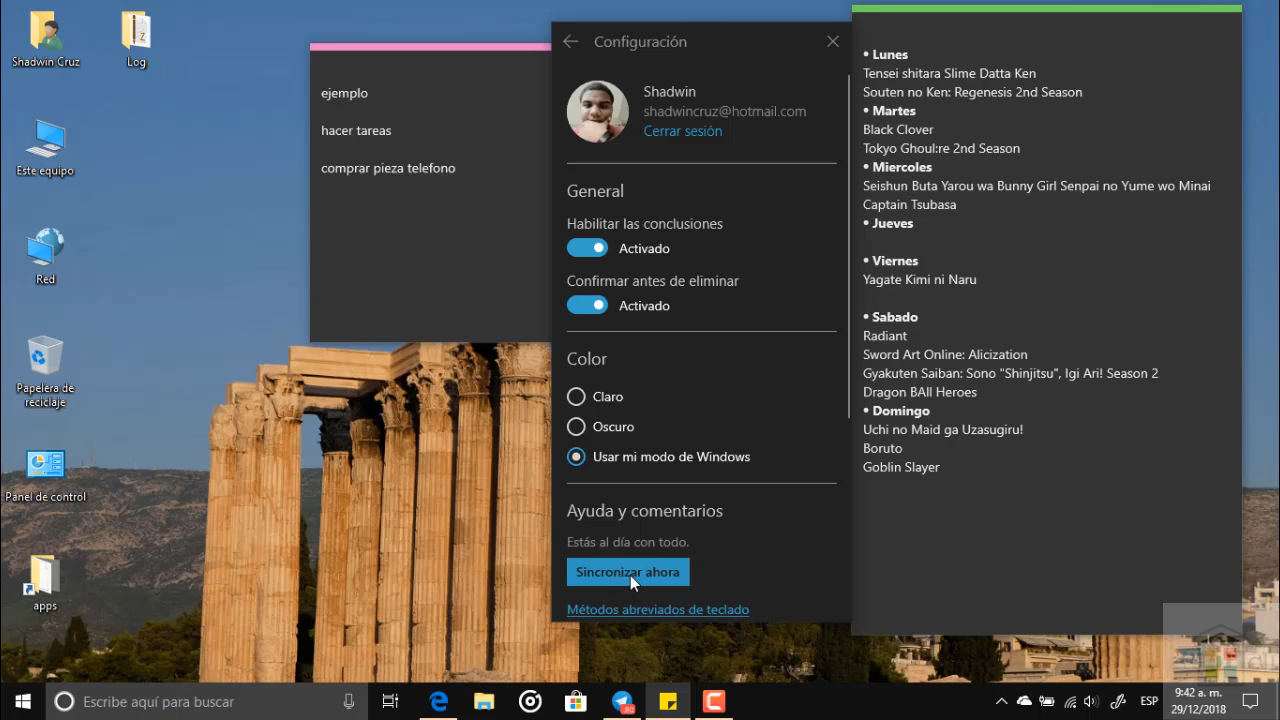 Shadwin Cruz
Log
Este equipo
Red
Papelera de
reciclaje
Panel de control
apps
ejemplo
hacer tareas
comprar pieza telefono
Configuración
Shadwin
shadwincruz@hotmail.com
Cerrar sesión
General
Habilitar las conclusiones
Activado
Confirmar antes de eliminar
Activado
Color
Claro
Oscuro
Usar mi modo de Windows
Ayuda y comentarios
Estás al día con todo.
Sincronizar ahora
Métodos abreviados de teclado
• Lunes
Tensei shitara Slime Datta Ken
Souten no Ken: Regenesis 2nd Season
• Martes
Black Clover
Tokyo Ghoul:re 2nd Season
• Miercoles
Seishun Buta Yarou wa Bunny Girl Senpai no Yume wo Minai
Captain Tsubasa
• Jueves
• Viernes
Yagate Kimi ni Naru
• Sabado
Radiant
Sword Art Online: Alicization
Gyakuten Saiban: Sono "Shinjitsu", Igi Ari! Season 2
Dragon BAll Heroes
• Domingo
Uchi no Maid ga Uzasugiru!
Boruto
Goblin Slayer
Escribe aquí para buscar
ESP
9:42 a. m.
29/12/2018